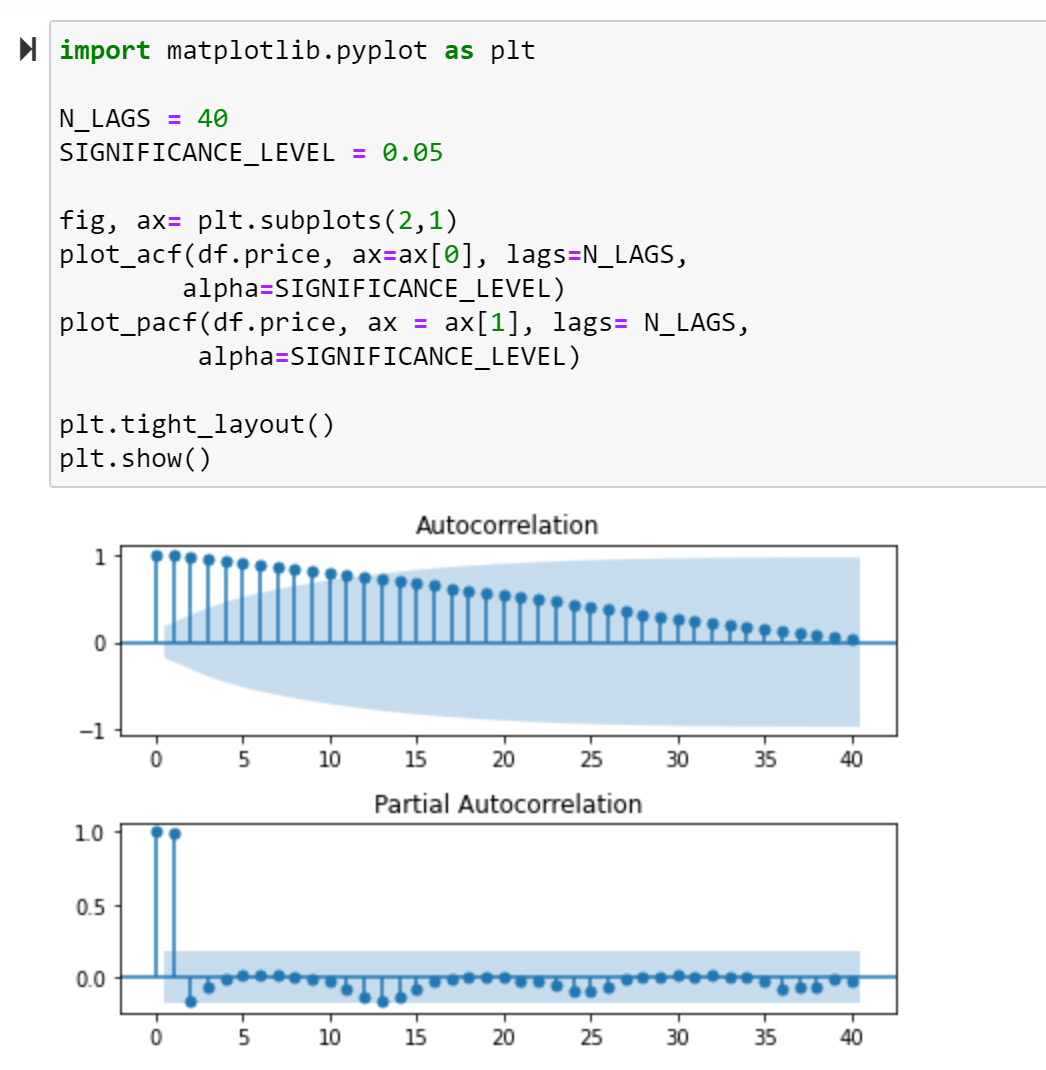 import matplotlib.pyplot as plt
N_LAGS = 40
SIGNIFICANCE_LEVEL = 0.05
fig, ax= plt.subplots(2,1)
plot_acf(df.price, ax=ax[0], lags=N_LAGS,
        alpha=SIGNIFICANCE_LEVEL)
plot_pacf(df.price, ax = ax[1], lags= N_LAGS,
         alpha=SIGNIFICANCE_LEVEL)
plt.tight_layout()
plt.show()
Autocorrelation
1
0
−1
0 5 10 15 20 25 30 35 40
Partial Autocorrelation
1.0
0.5
0.0
0 5 10 15 20 25 30 35 40